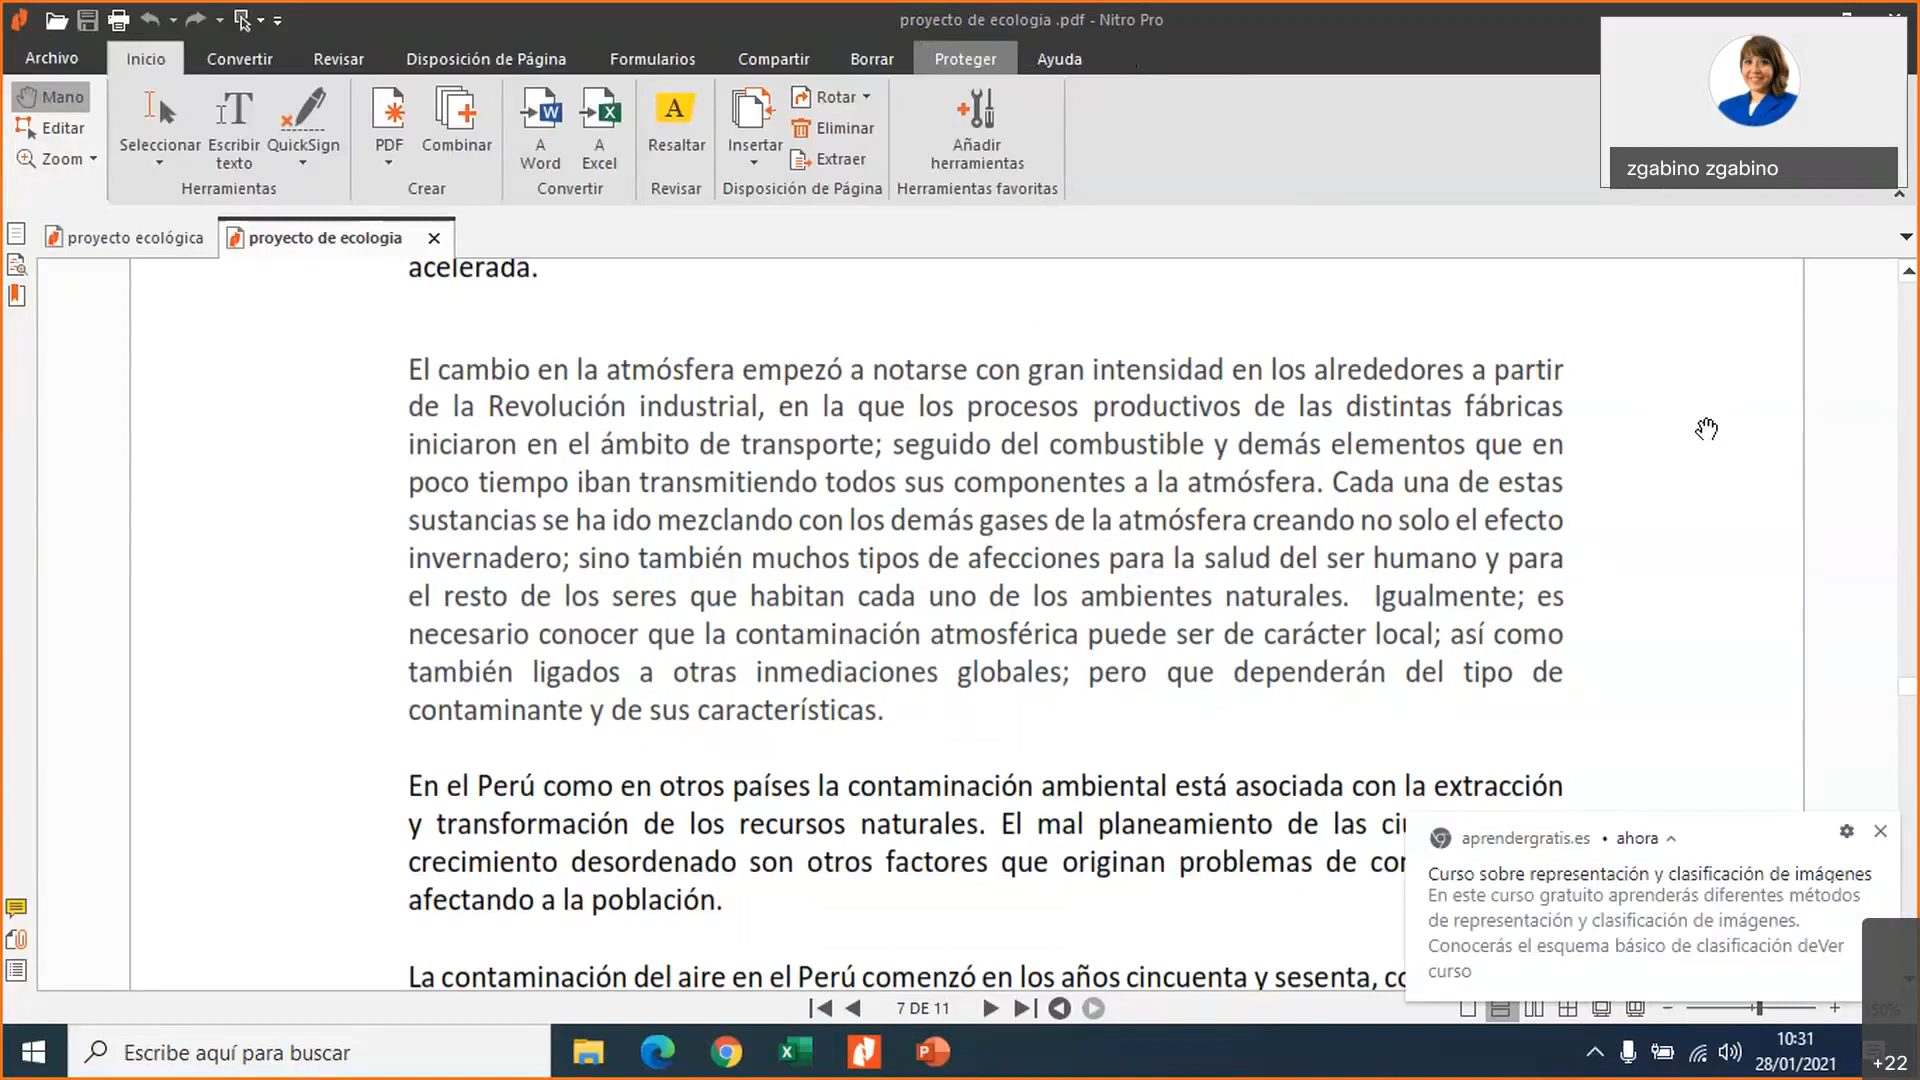 proyecto de ecologia .pdf - Nitro Pro
Archivo Inicio Convertir Revisar Disposición de Página Formularios Compartir Borrar Proteger Ayuda
Mano
Editar
Zoom
Seleccionar
Escribir
texto
QuickSign
Herramientas
PDF
Combinar
Crear
A
Word
A
Excel
Convertir
Resaltar
Revisar
Insertar
Rotar
Eliminar
Extraer
Disposición de Página
Añadir
herramientas
Herramientas favoritas
zgabino zgabino
proyecto ecológica
proyecto de ecologia
acelerada.
El cambio en la atmósfera empezó a notarse con gran intensidad en los alrededores a partir
de la Revolución industrial, en la que los procesos productivos de las distintas fábricas
iniciaron en el ámbito de transporte; seguido del combustible y demás elementos que en
poco tiempo iban transmitiendo todos sus componentes a la atmósfera. Cada una de estas
sustancias se ha ido mezclando con los demás gases de la atmósfera creando no solo el efecto
invernadero; sino también muchos tipos de afecciones para la salud del ser humano y para
el resto de los seres que habitan cada uno de los ambientes naturales. Igualmente; es
necesario conocer que la contaminación atmosférica puede ser de carácter local; así como
también ligados a otras inmediaciones globales; pero que dependerán del tipo de
contaminante y de sus características.
En el Perú como en otros países la contaminación ambiental está asociada con la extracción
y transformación de los recursos naturales. El mal planeamiento de las
crecimiento desordenado son otros factores que originan problemas de
afectando a la población.
La contaminación del aire en el Perú comenzó en los años cincuenta y sesenta,
aprendergratis.es • ahora
Curso sobre representación y clasificación de imágenes
En este curso gratuito aprenderás diferentes métodos
de representación y clasificación de imágenes.
Conocerás el esquema básico de clasificación deVer
curso
7 DE 11
150%
Escribe aquí para buscar
10:31
28/01/2021
+22